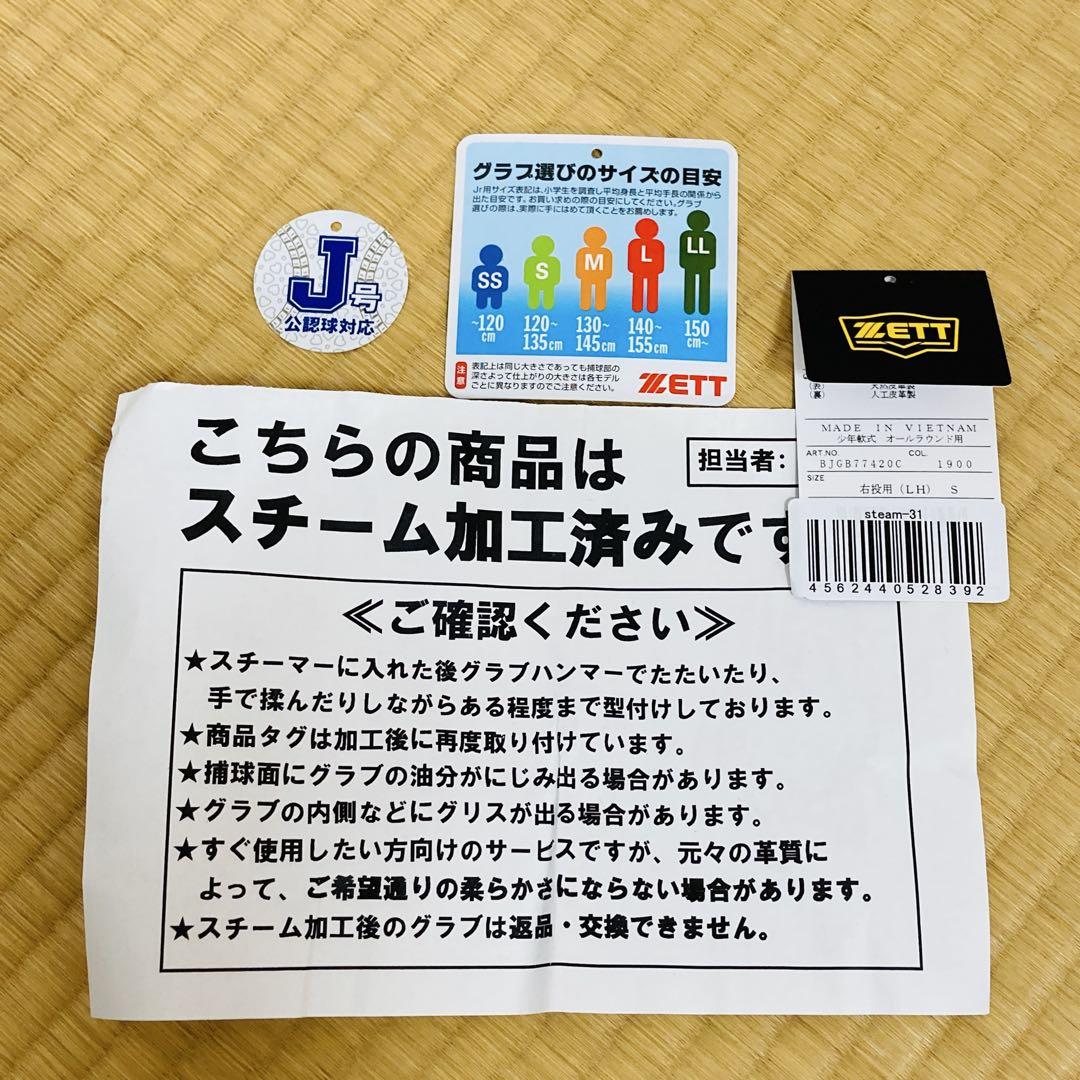 J号
公認球対応
グラブ選びのサイズの目安
Jr用サイズ表記は、小学生を調査し平均身長と平均手長の関係から
出た目安です。お買い求めの際の目安にしてください。グラブ
選びの際は、実際に手にはめて頂くことをお薦めします。
SS S M L LL
~120cm 120~135cm 130~145cm 140~155cm 150cm~
注意 表記上は同じ大きさであっても捕球部の
深さよって仕上がりの大きさは各モデル
ごとに異なりますのでご注意ください。
ZETT
ZETT
(表) 天然皮革製
(裏) 人工皮革製
MADE IN VIETNAM
少年軟式 オールラウンド用
ART.NO. COL.
BJGB77420C 1900
SIZE
右投用(LH) S
steam-31
4562440528392
こちらの商品は
担当者:
スチーム加工済みです
≪ご確認ください≫
★スチーマーに入れた後グラブハンマーでたたいたり、
手で揉んだりしながらある程度まで型付けしております。
★商品タグは加工後に再度取り付けています。
★捕球面にグラブの油分がにじみ出る場合があります。
★グラブの内側などにグリスが出る場合があります。
★すぐ使用したい方向けのサービスですが、元々の革質に
よって、ご希望通りの柔らかさにならない場合があります。
★スチーム加工後のグラブは返品・交換できません。